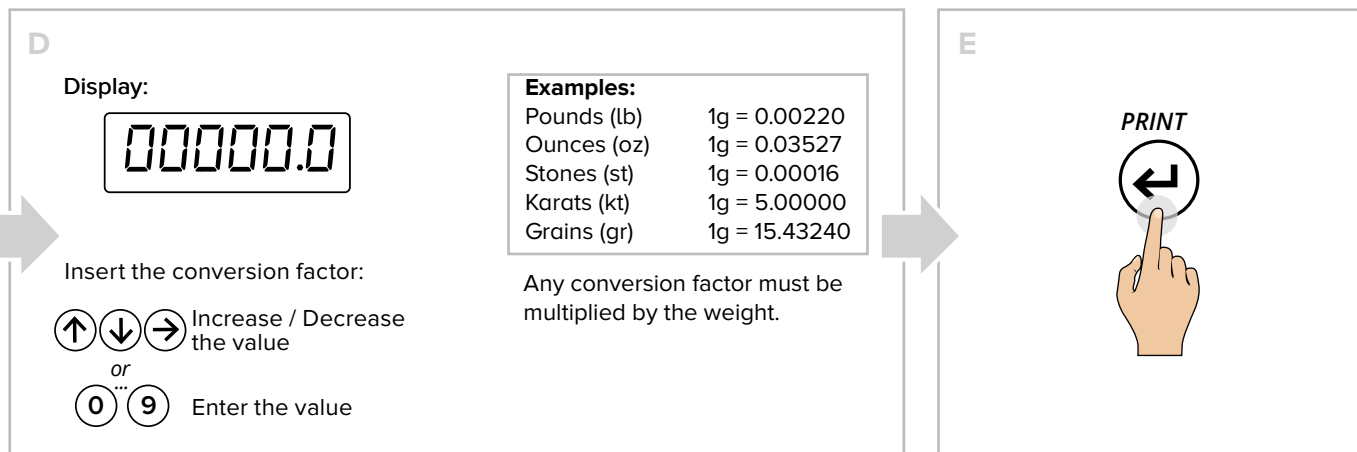 D
Display:
00000.0
Insert the conversion factor:
Increase / Decrease
the value
or
...
0 9 Enter the value
Examples:
Pounds (lb) 1g = 0.00220
Ounces (oz) 1g = 0.03527
Stones (st) 1g = 0.00016
Karats (kt) 1g = 5.00000
Grains (gr) 1g = 15.43240
Any conversion factor must be
multiplied by the weight.
E
PRINT